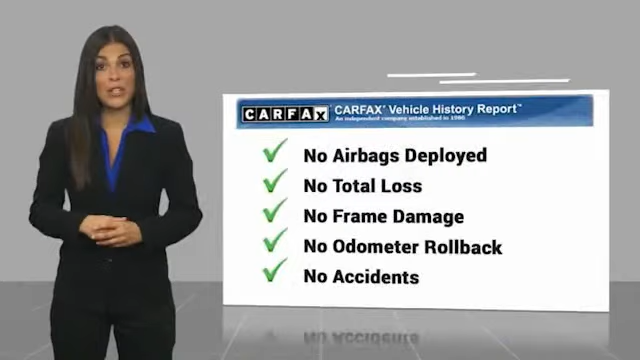 CARFAX CARFAX Vehicle History Report™
An independent company established in 1986
No Airbags Deployed
No Total Loss
No Frame Damage
No Odometer Rollback
No Accidents